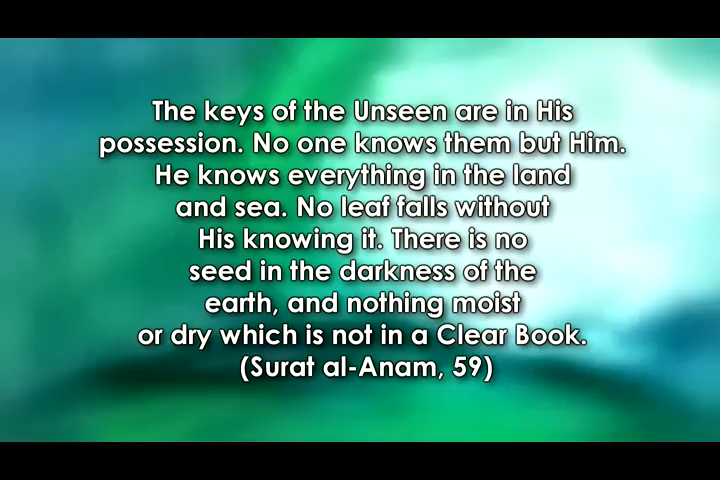 The keys of the Unseen are in His
possession. No one knows them but Him.
He knows everything in the land
and sea. No leaf falls without
His knowing it. There is no
seed in the darkness of the
earth, and nothing moist
or dry which is not in a Clear Book.
(Surat al-Anam, 59)